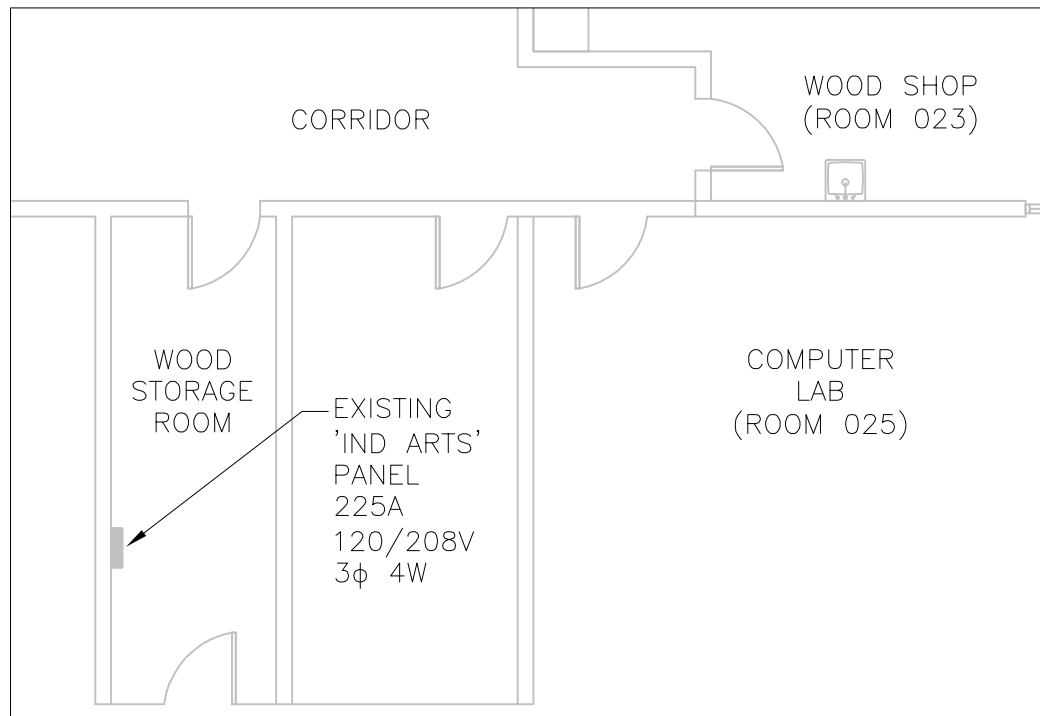 CORRIDOR
WOOD SHOP
(ROOM 023)
WOOD
STORAGE
ROOM
EXISTING
'IND ARTS'
PANEL
225A
120/208V
3ϕ 4W
COMPUTER
LAB
(ROOM 025)